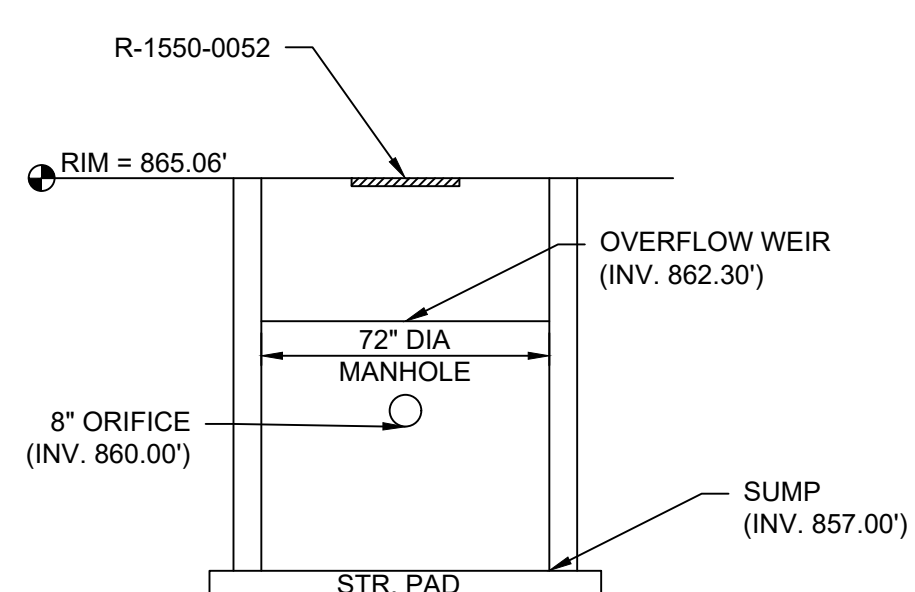 R-1550-0052
RIM = 865.06'
OVERFLOW WEIR
(INV. 862.30')
72" DIA
MANHOLE
8" ORIFICE
(INV. 860.00')
SUMP
(INV. 857.00')
STR. PAD